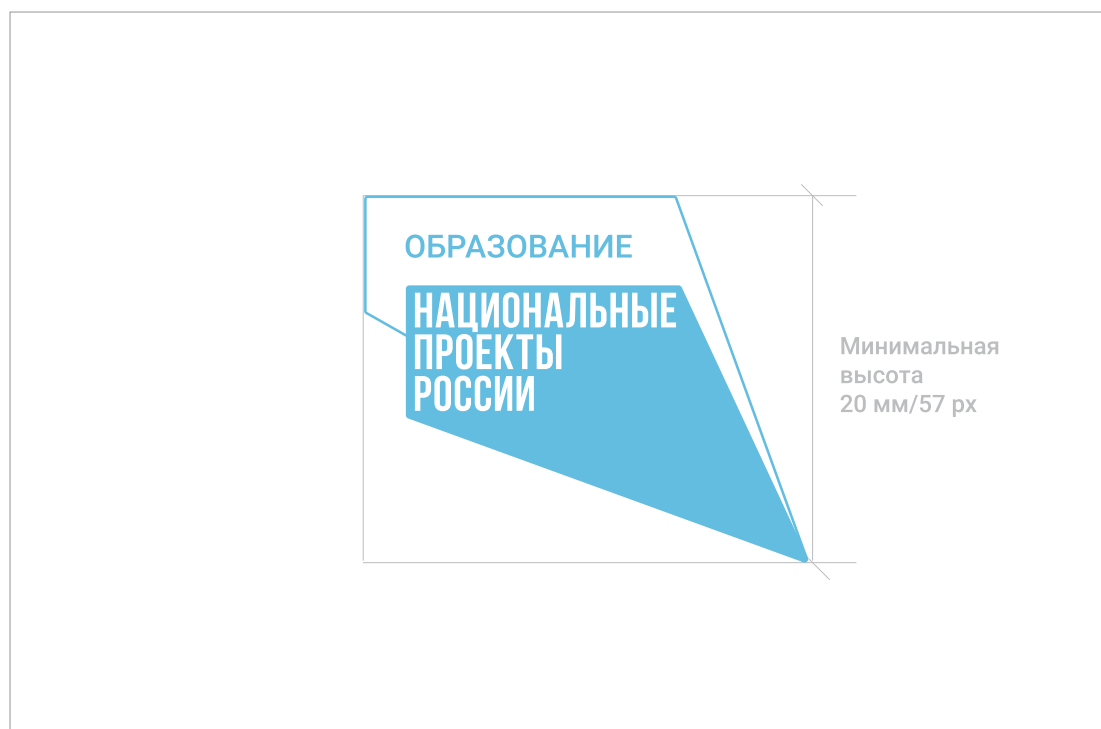 ОБРАЗОВАНИЕ
НАЦИОНАЛЬНЫЕ
ПРОЕКТЫ
РОССИИ
Минимальная
высота
20 мм/57 px